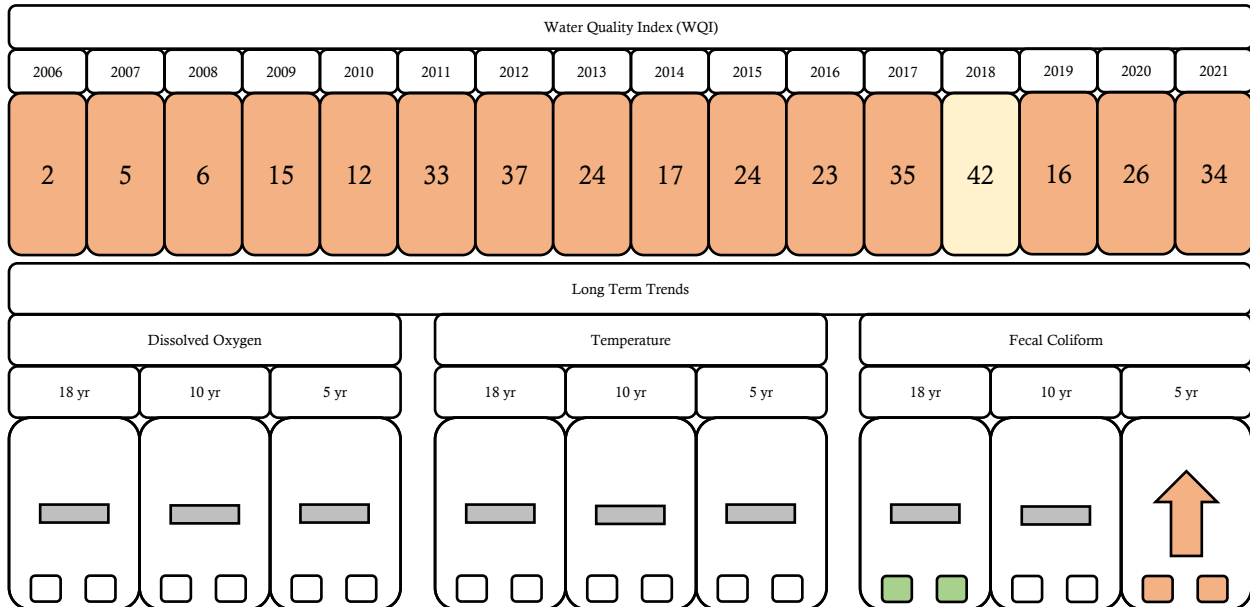 Water Quality Index (WQI)
2006 2007 2008 2009 2010 2011 2012 2013 2014 2015 2016 2017 2018 2019 2020 2021
2 5 6 15 12 33 37 24 17 24 23 35 42 16 26 34
Long Term Trends
Dissolved Oxygen Temperature Fecal Coliform
18 yr 10 yr 5 yr 18 yr 10 yr 5 yr 18 yr 10 yr 5 yr